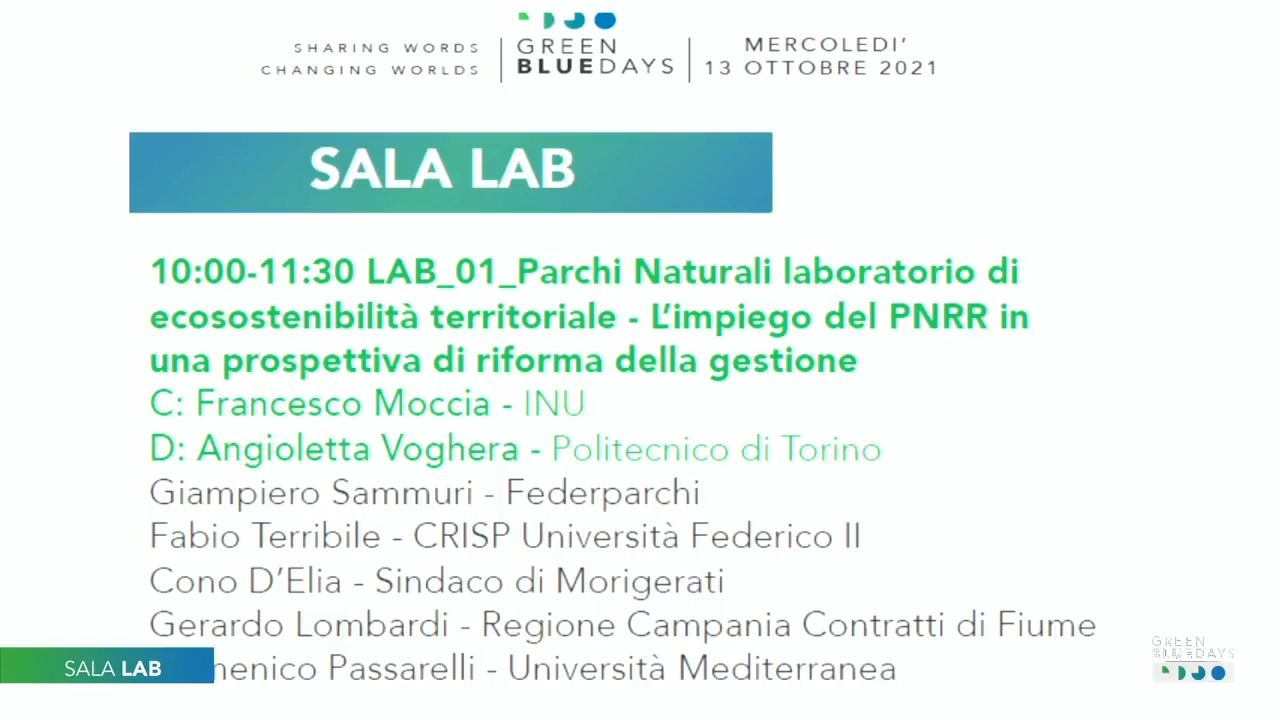 SHARING WORDS
CHANGING WORLDS
GREEN
BLUEDAYS
MERCOLEDI'
13 OTTOBRE 2021
SALA LAB
10:00-11:30 LAB_01_Parchi Naturali laboratorio di
ecosostenibilità territoriale - L'impiego del PNRR in
una prospettiva di riforma della gestione
C: Francesco Moccia - INU
D: Angioletta Voghera - Politecnico di Torino
Giampiero Sammuri - Federparchi
Fabio Terribile - CRISP Università Federico II
Cono D'Elia - Sindaco di Morigerati
Gerardo Lombardi - Regione Campania Contratti di Fiume
menico Passarelli - Università Mediterranea
SALA LAB
GREEN
BLUEDAYS